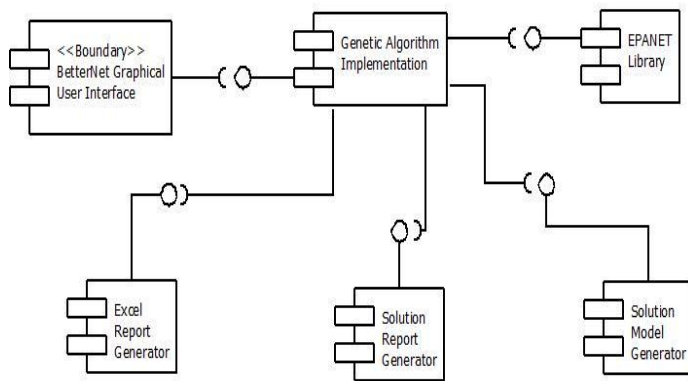 <<Boundary>>
BetterNet Graphical
User Interface
Genetic Algorithm
Implementation
EPANET
Library
Excel
Report
Generator
Solution
Report
Generator
Solution
Model
Generator